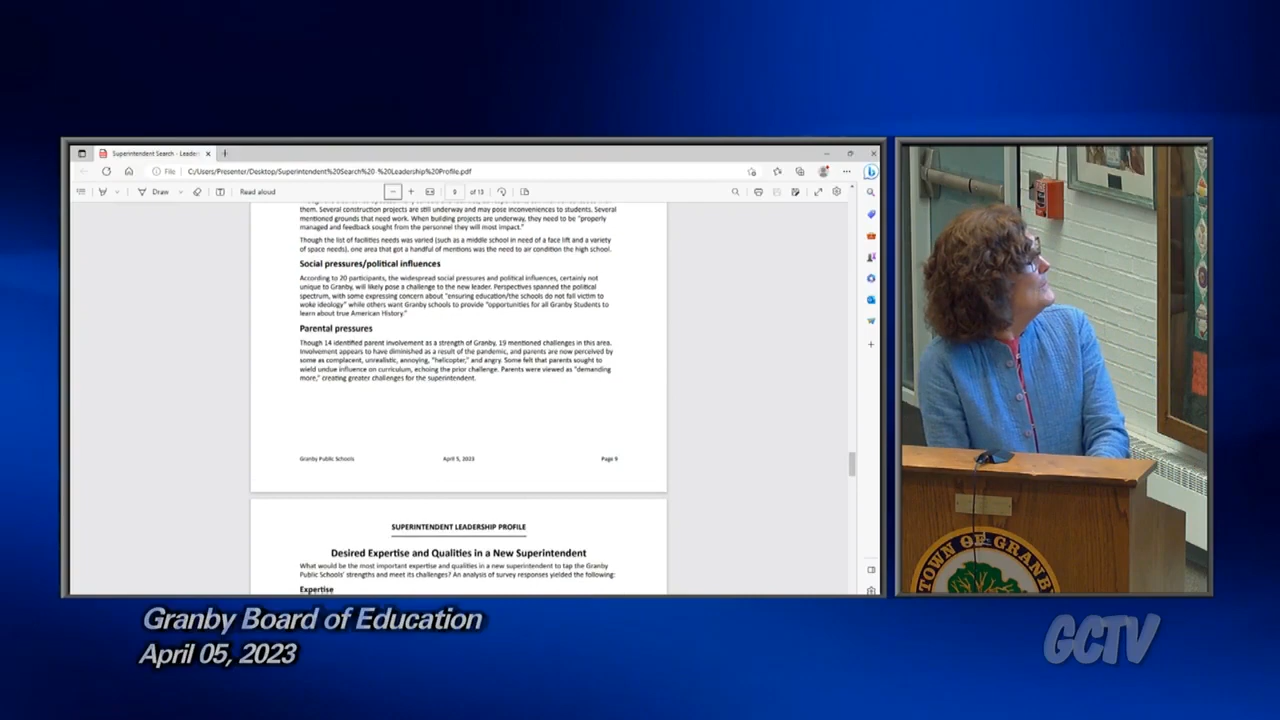 Superintendent Search - Leade
File
C:/Users/Presenter/Desktop/Superintendent%20Search%20-%20Leadership%20Profile.pdf
Draw
Read aloud
9
of 13
them. Several construction projects are still underway and may pose inconveniences to students. Several
mentioned grounds that need work. When building projects are underway, they need to be "properly
managed and feedback sought from the personnel they will most impact."
Though the list of facilities needs was varied (such as a middle school in need of a face lift and a variety
of space needs), one area that got a handful of mentions was the need to air condition the high school.
Social pressures/political influences
According to 20 participants, the widespread social pressures and political influences, certainly not
unique to Granby, will likely pose a challenge to the new leader. Perspectives spanned the political
spectrum, with some expressing concern about "ensuring education/the schools do not fall victim to
woke ideology" while others want Granby schools to provide "opportunities for all Granby Students to
learn about true American History."
Parental pressures
Though 14 identified parent involvement as a strength of Granby, 19 mentioned challenges in this area.
Involvement appears to have diminished as a result of the pandemic, and parents are now perceived by
some as complacent, unrealistic, annoying, "helicopter," and angry. Some felt that parents sought to
wield undue influence on curriculum, echoing the prior challenge. Parents were viewed as "demanding
more," creating greater challenges for the superintendent.
Granby Public Schools
April 5, 2023
Page 9
SUPERINTENDENT LEADERSHIP PROFILE
Desired Expertise and Qualities in a New Superintendent
What would be the most important expertise and qualities in a new superintendent to tap the Granby
Public Schools' strengths and meet its challenges? An analysis of survey responses yielded the following:
Expertise
TOWN OF GRANB
Granby Board of Education
April 05, 2023
GCTV